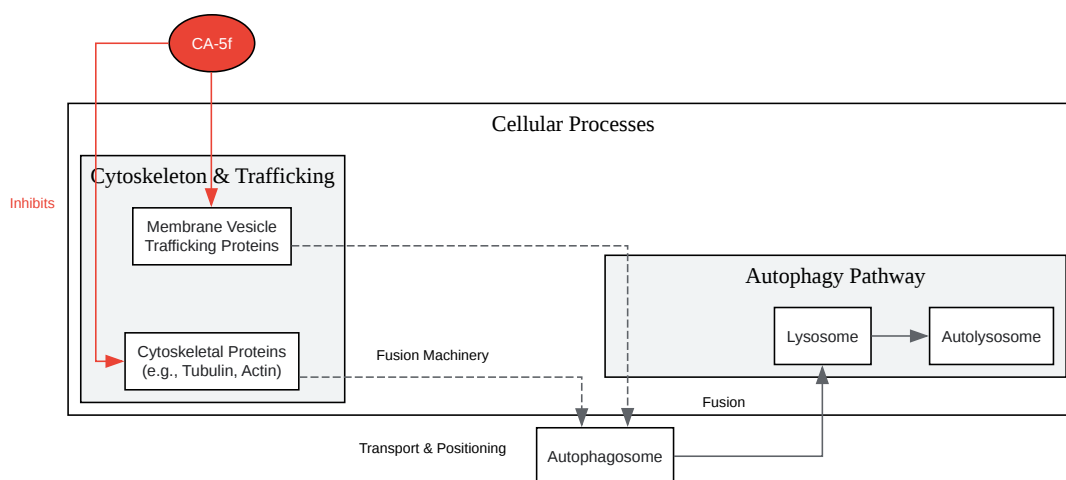 CA-5f
Cellular Processes
Cytoskeleton & Trafficking
Inhibits
Membrane Vesicle
Trafficking Proteins
Autophagy Pathway
Lysosome
Autolysosome
Cytoskeletal Proteins
(e.g., Tubulin, Actin)
Fusion Machinery
Fusion
Transport & Positioning
Autophagosome